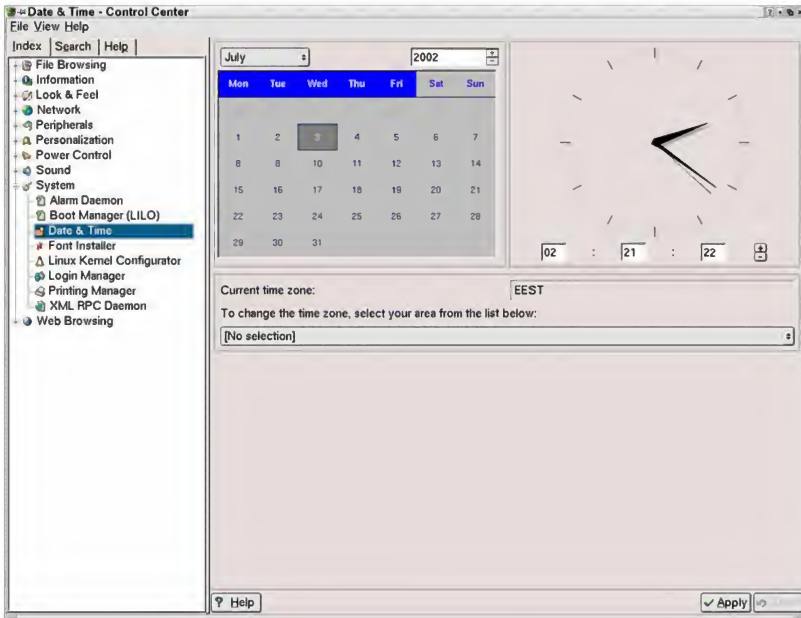 Date & Time - Control Center
File View Help
Index Search Help
File Browsing
Information
Look & Feel
Network
Peripherals
Personalization
Power Control
Sound
System
Alarm Daemon
Boot Manager (LILO)
Date & Time
Font Installer
Linux Kernel Configurator
Login Manager
Printing Manager
XML RPC Daemon
Web Browsing
July 2002
Mon Tue Wed Thu Fri Sat Sun
1 2 3 4 5 6 7
8 8 10 11 12 13 14
15 16 17 18 19 20 21
22 23 24 25 26 27 28
29 30 31
02 : 21 : 22
Current time zone: EEST
To change the time zone, select your area from the list below:
[No selection]
? Help
Apply